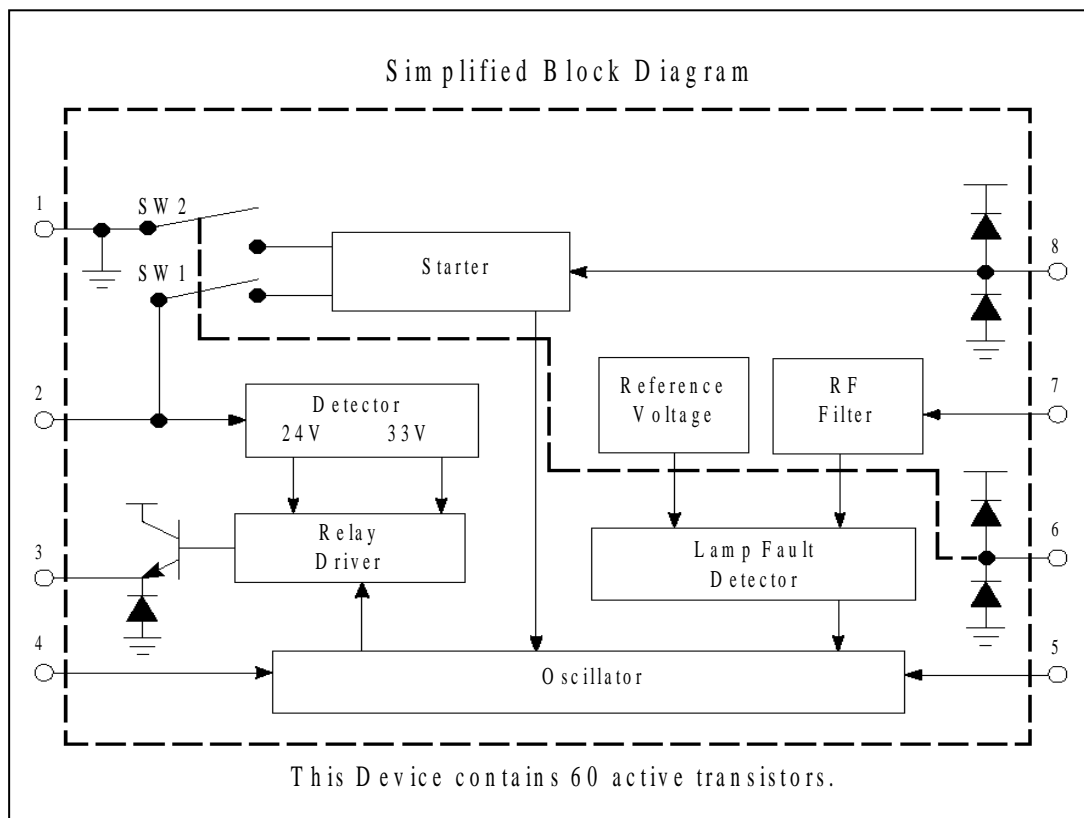 Simplified Block Diagram
1
SW2
SW1
Starter
8
2
Detector
24V 33V
Reference
Voltage
RF
Filter
7
3
Relay
Driver
Lamp Fault
Detector
6
4
Oscillator
5
This Device contains 60 active transistors.